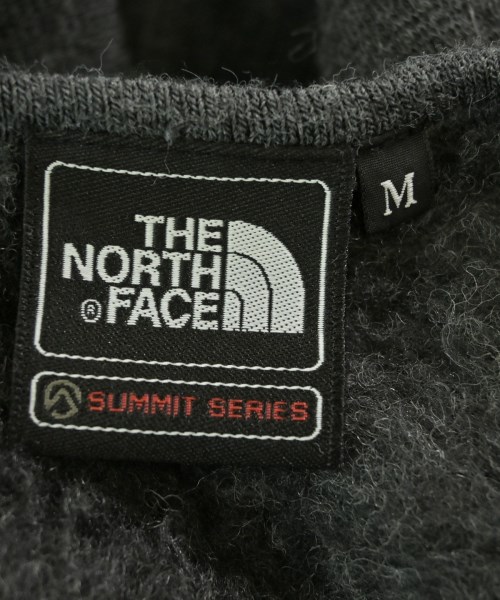 THE
NORTH
® FACE
M
SUMMIT SERIES